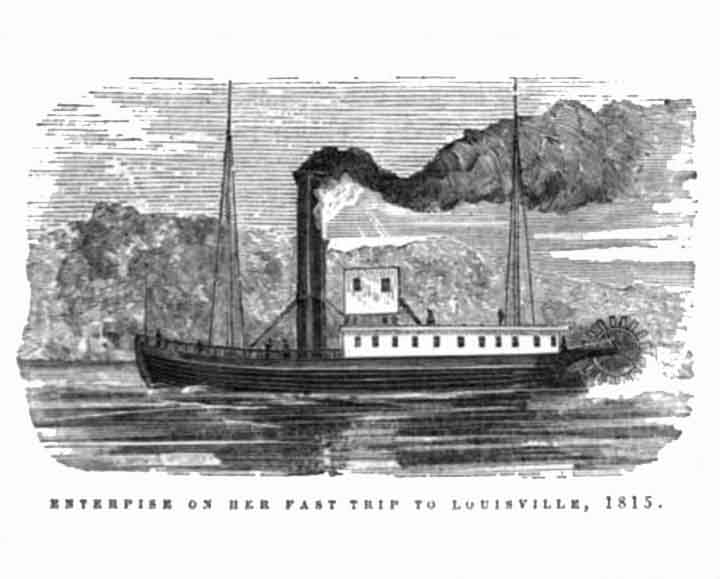 ENTERPISE ON HER FAST TRIP TO LOUISVILLE, 1815.